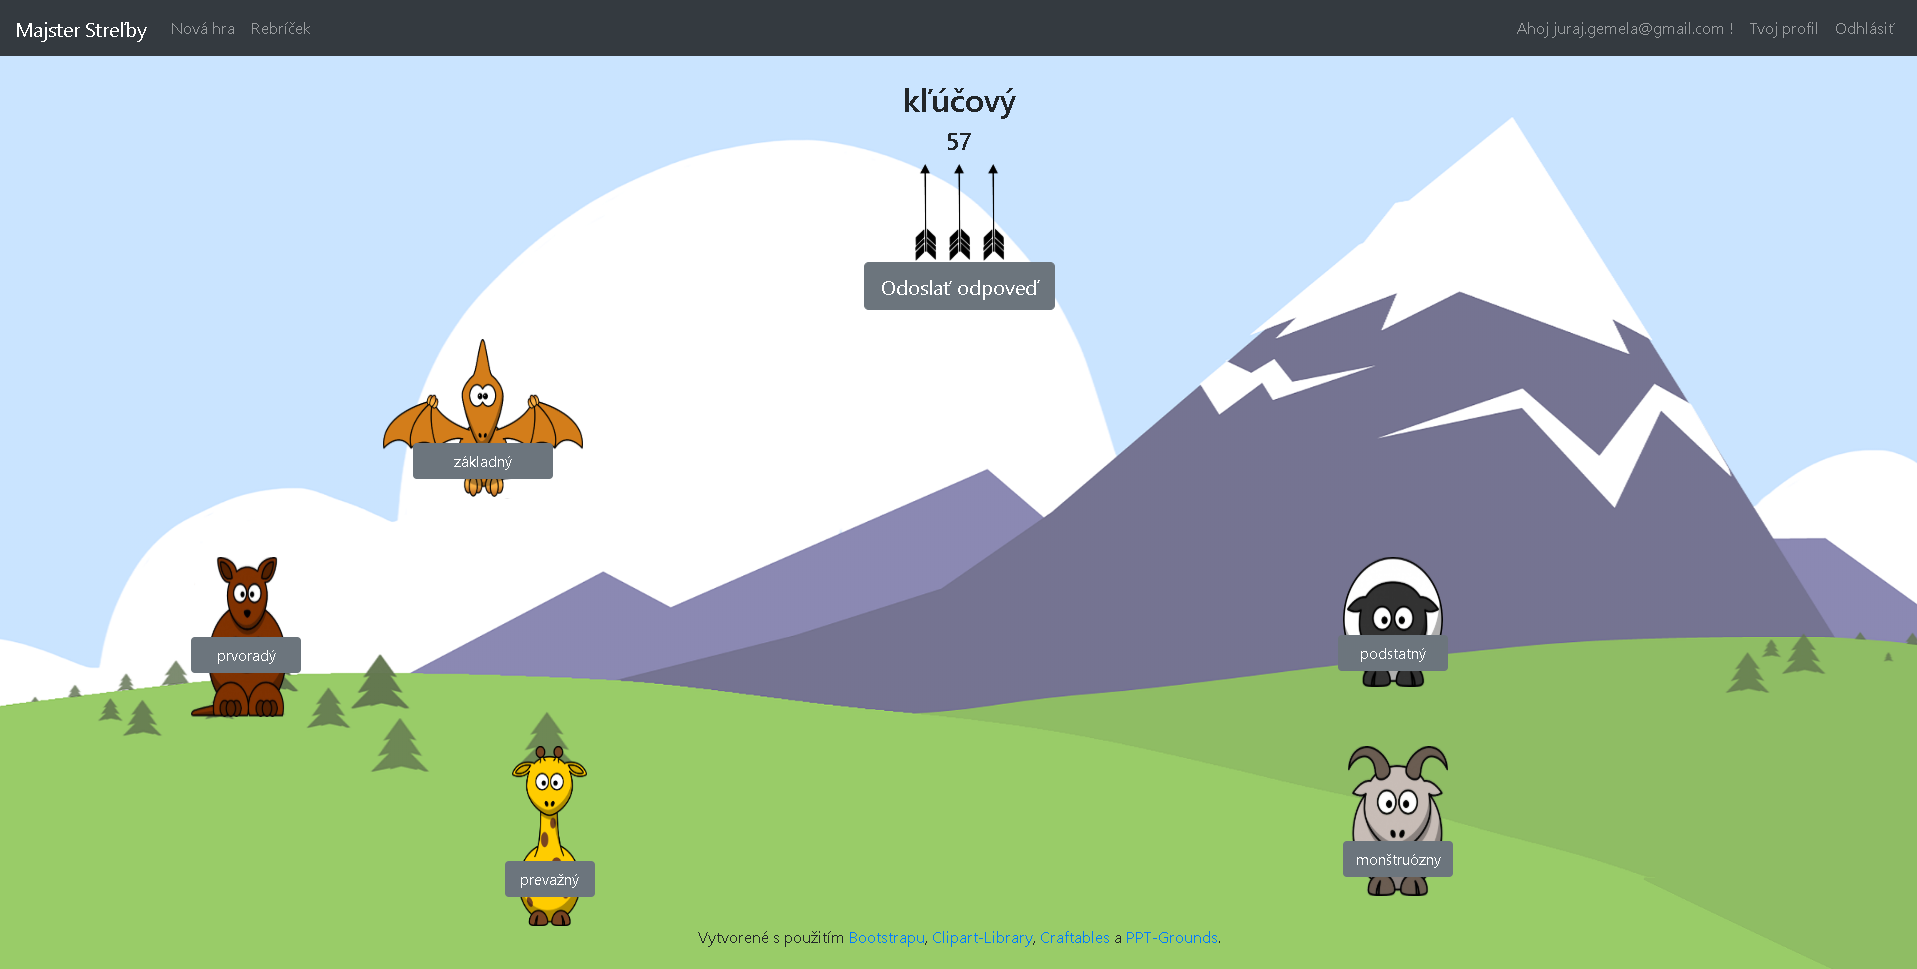 Majster Streľby Nová hra Rebríček Ahoj juraj.gemela@gmail.com ! Tvoj profil Odhlásiť
kľúčový
57
Odoslať odpoveď
základný
prvoradý
podstatný
prevažný
monštruózny
Vytvorené s použitím Bootstrapu, Clipart-Library, Craftables a PPT-Grounds.